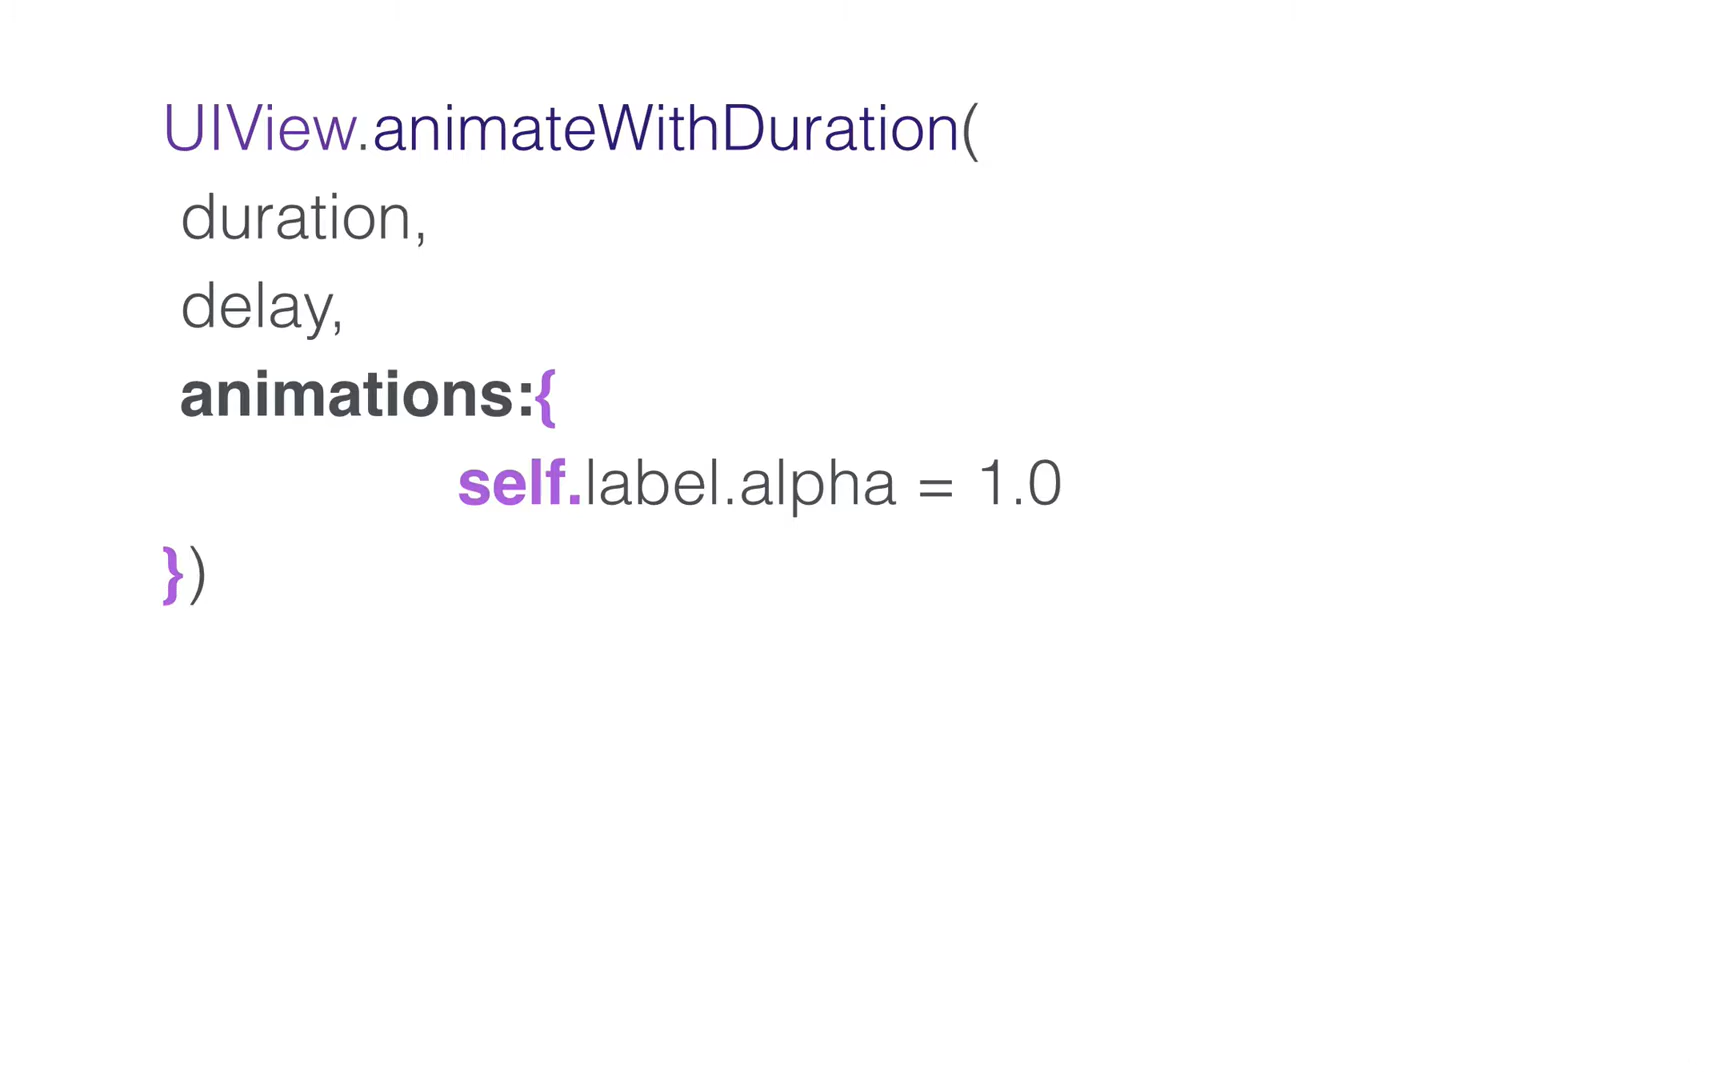 UIView.animateWithDuration(
duration,
delay,
animations:{
self.label.alpha = 1.0
})